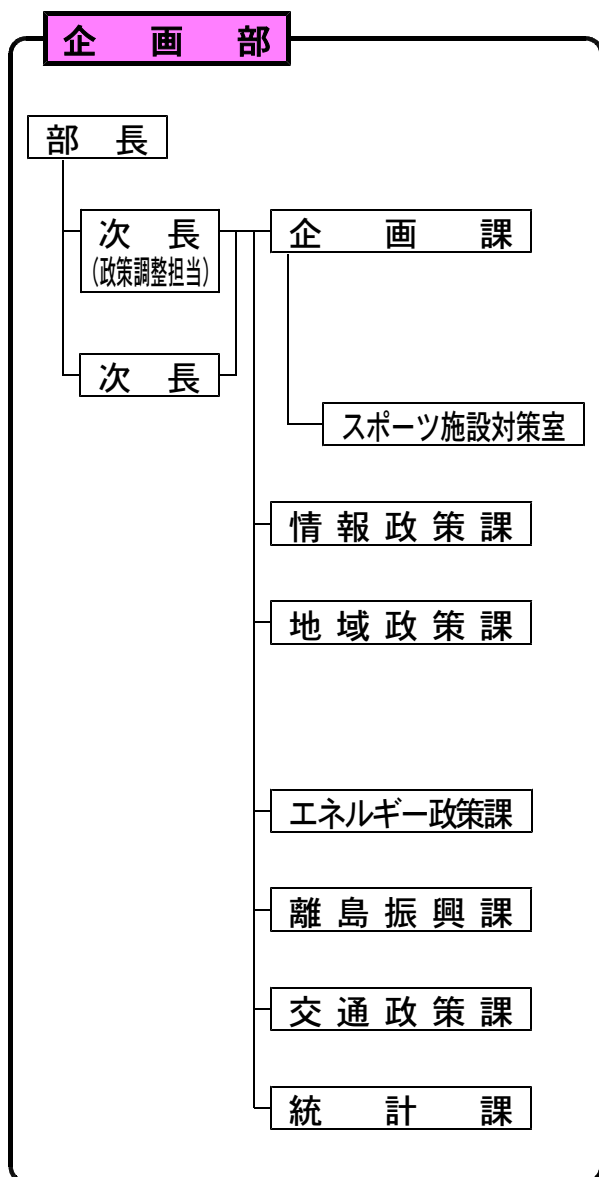 企画部
部長
次長
(政策調整担当)
企画課
次長
スポーツ施設対策室
情報政策課
地域政策課
エネルギー政策課
離島振興課
交通政策課
統計課